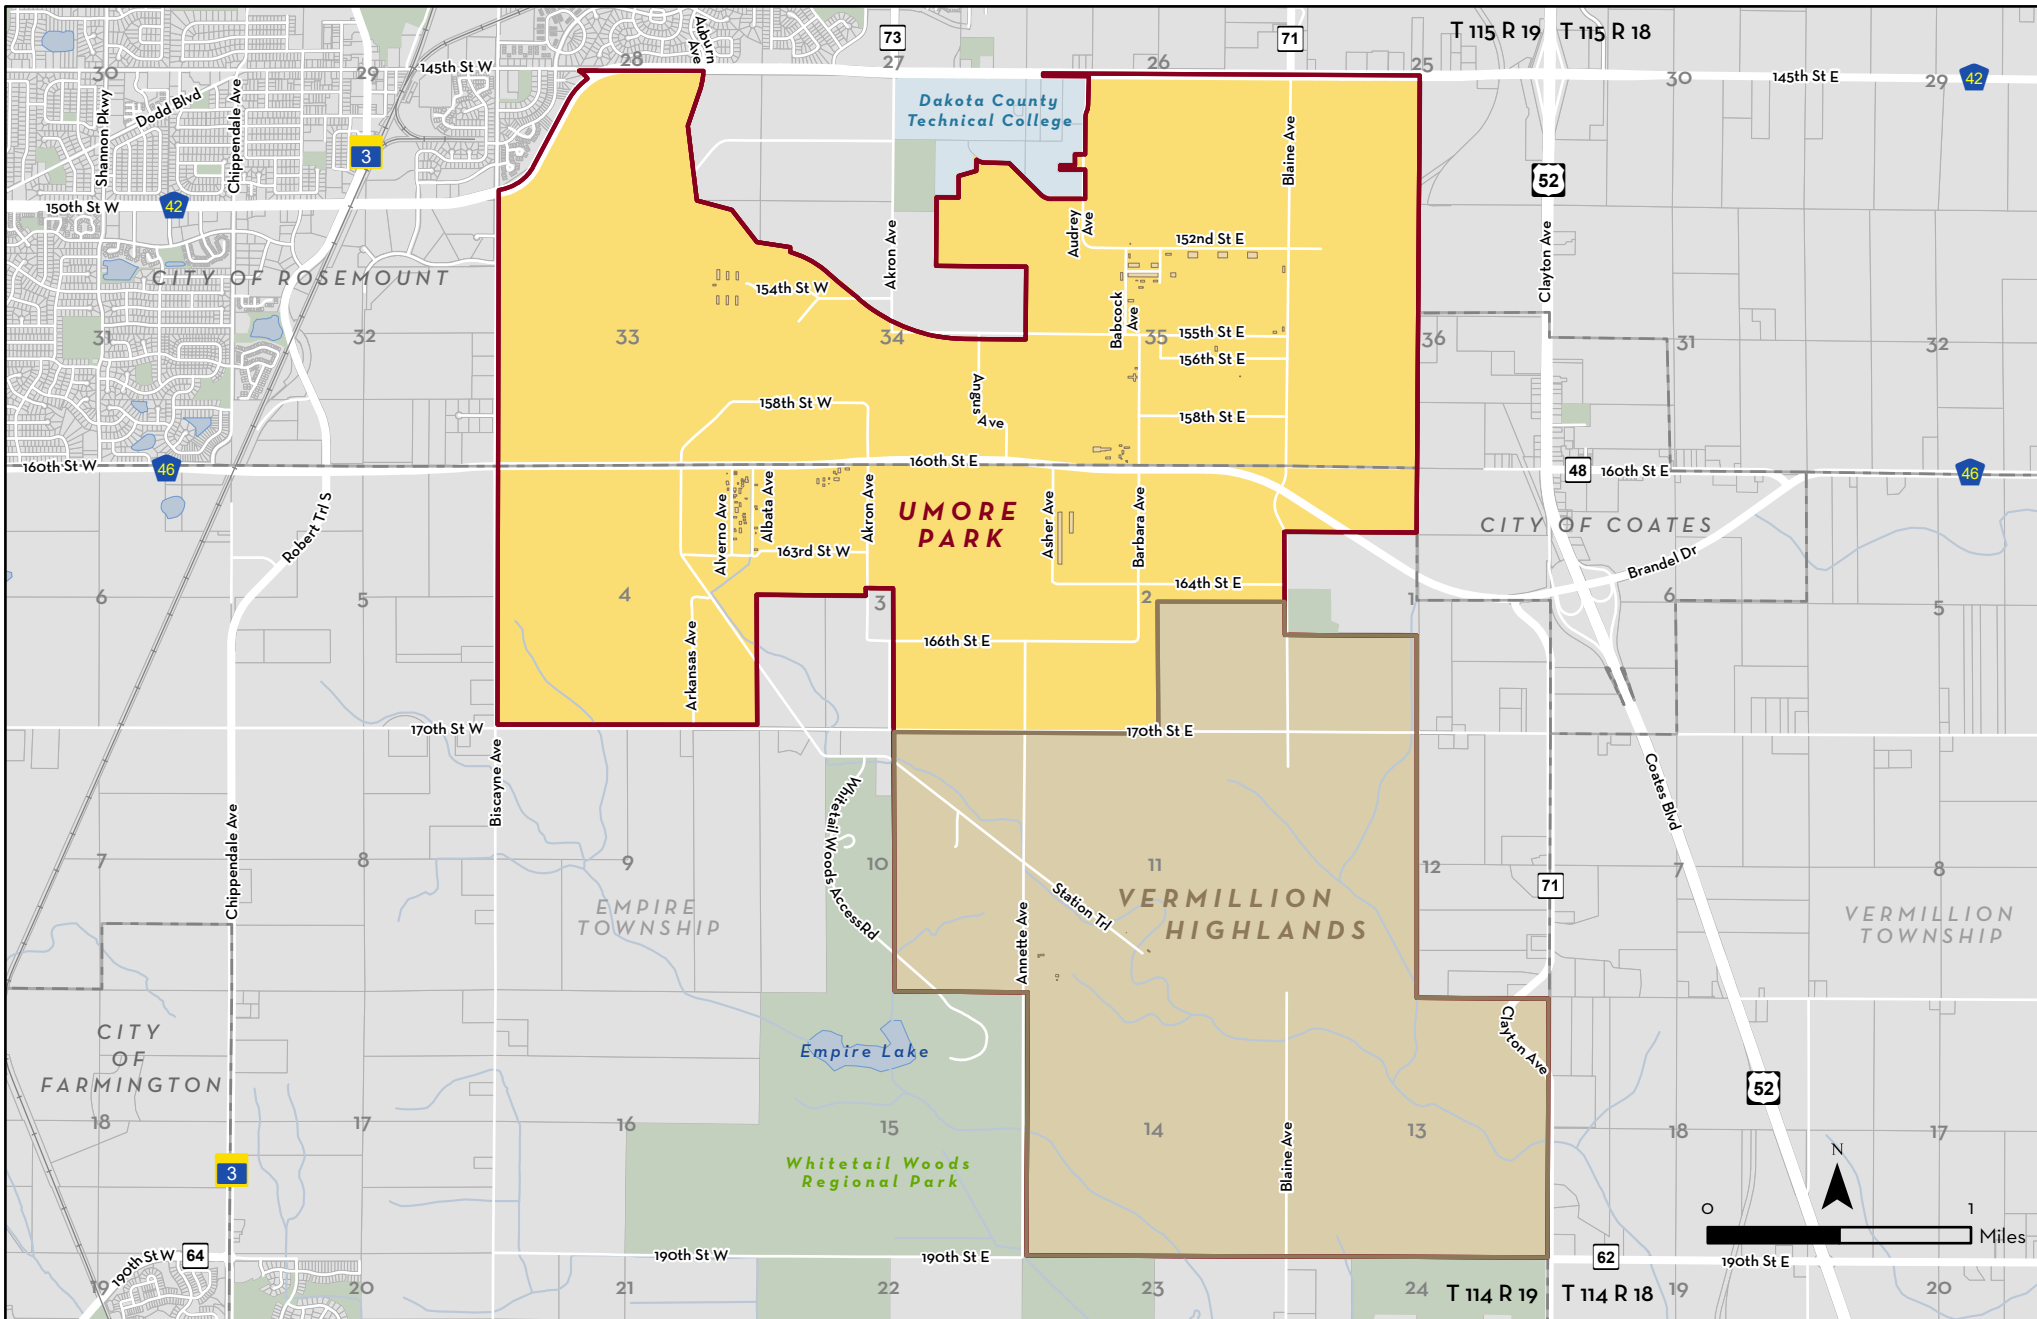 T 115 R 19
T 115 R 18
73
71
Auburn
Ave
28
27
26
25
30
29
145th St W
145th St E
42
30
29
Shannon Pkwy
Dodd Blvd
Chippendale Ave
3
Dakota County
Technical College
Blaine Ave
52
Clayton Ave
150th St W
42
Akron Ave
Audrey
Ave
152nd St E
CITY OF ROSEMOUNT
154th St W
Babcock
Ave
31
32
33
34
35
155th St E
36
31
32
156th St E
Angus Ave
158th St W
158th St E
160th St W
46
160th St E
48
160th St E
46
Robert Trl S
Alverno Ave
Albata Ave
Akron Ave
UMORE
PARK
Asher Ave
Barbara Ave
CITY OF COATES
163rd St W
Brandel Dr
164th St E
6
5
4
3
2
1
6
5
Arkansas Ave
166th St E
170th St W
170th St E
Biscayne Ave
Chippendale Ave
Whitetail Woods Access Rd
Coates Blvd
7
8
9
10
11
12
7
8
71
Station Trl
Annette Ave
VERMILLION
HIGHLANDS
EMPIRE
TOWNSHIP
VERMILLION
TOWNSHIP
CITY
OF
FARMINGTON
Empire Lake
Clayton Ave
52
18
17
16
15
14
13
18
17
Whitetail Woods
Regional Park
Blaine Ave
3
N
0
1
Miles
190th St W
64
190th St W
190th St E
62
190th St E
19
20
21
22
23
24
T 114 R 19
T 114 R 18
19
20